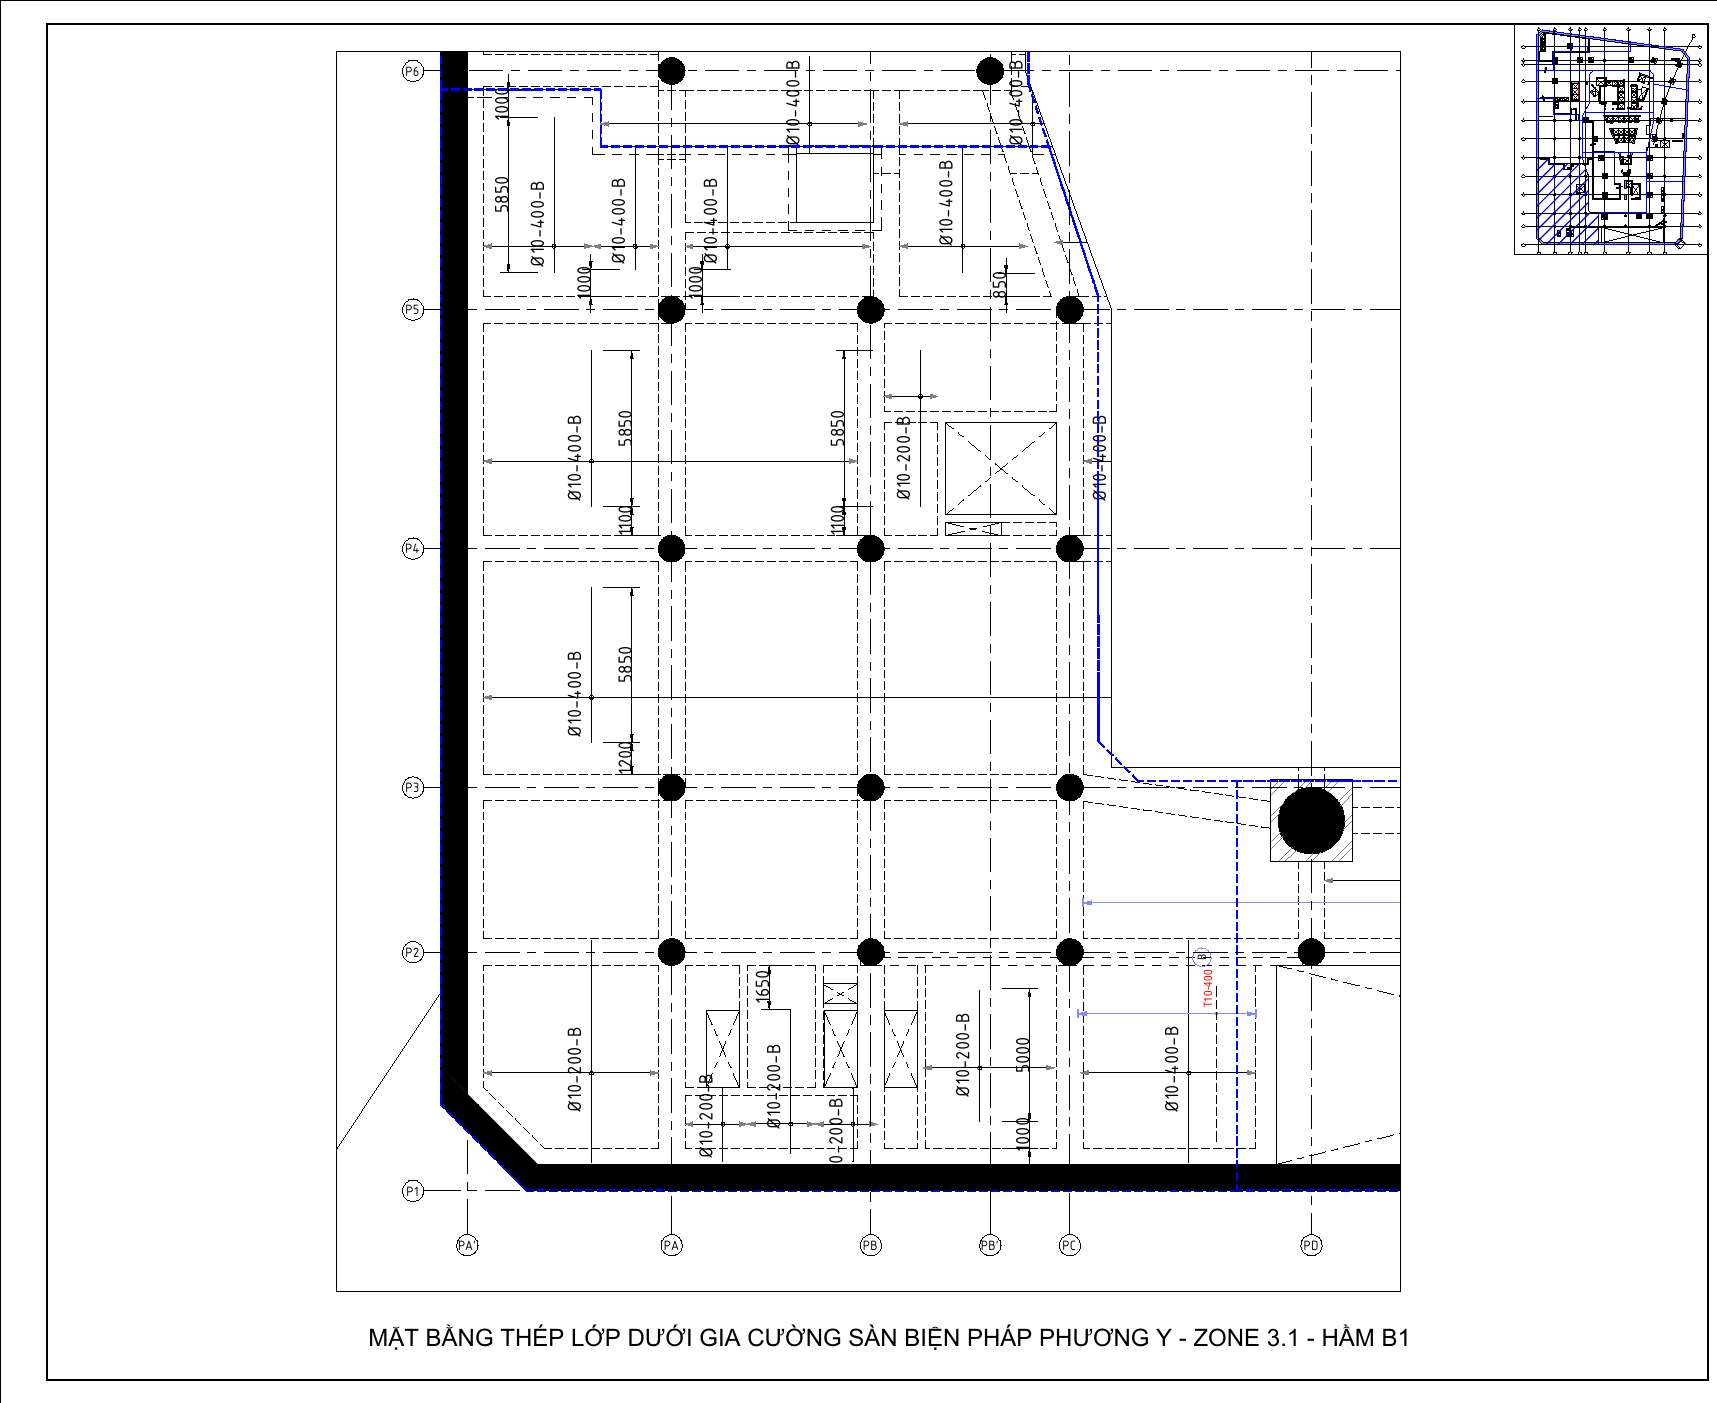 P6
1000
Ø10-400-B
Ø10-400-B
5850
Ø10-400-B
Ø10-400-B
Ø10-400-B
Ø10-400-B
1000
1000
850
P5
Ø10-400-B
5850
1100
5850
1100
Ø10-200-B
Ø10-400-B
P4
Ø10-400-B
5850
1200
P3
P2
B
T10-400
1650
Ø10-200-B
Ø10-200-B
Ø10-200-B
0-200-B
Ø10-200-B
5000
1000
Ø10-400-B
P1
PA'
PA
PB
PB'
PC
PD
MẶT BẰNG THÉP LỚP DƯỚI GIA CƯỜNG SÀN BIỆN PHÁP PHƯƠNG Y - ZONE 3.1 - HẦM B1